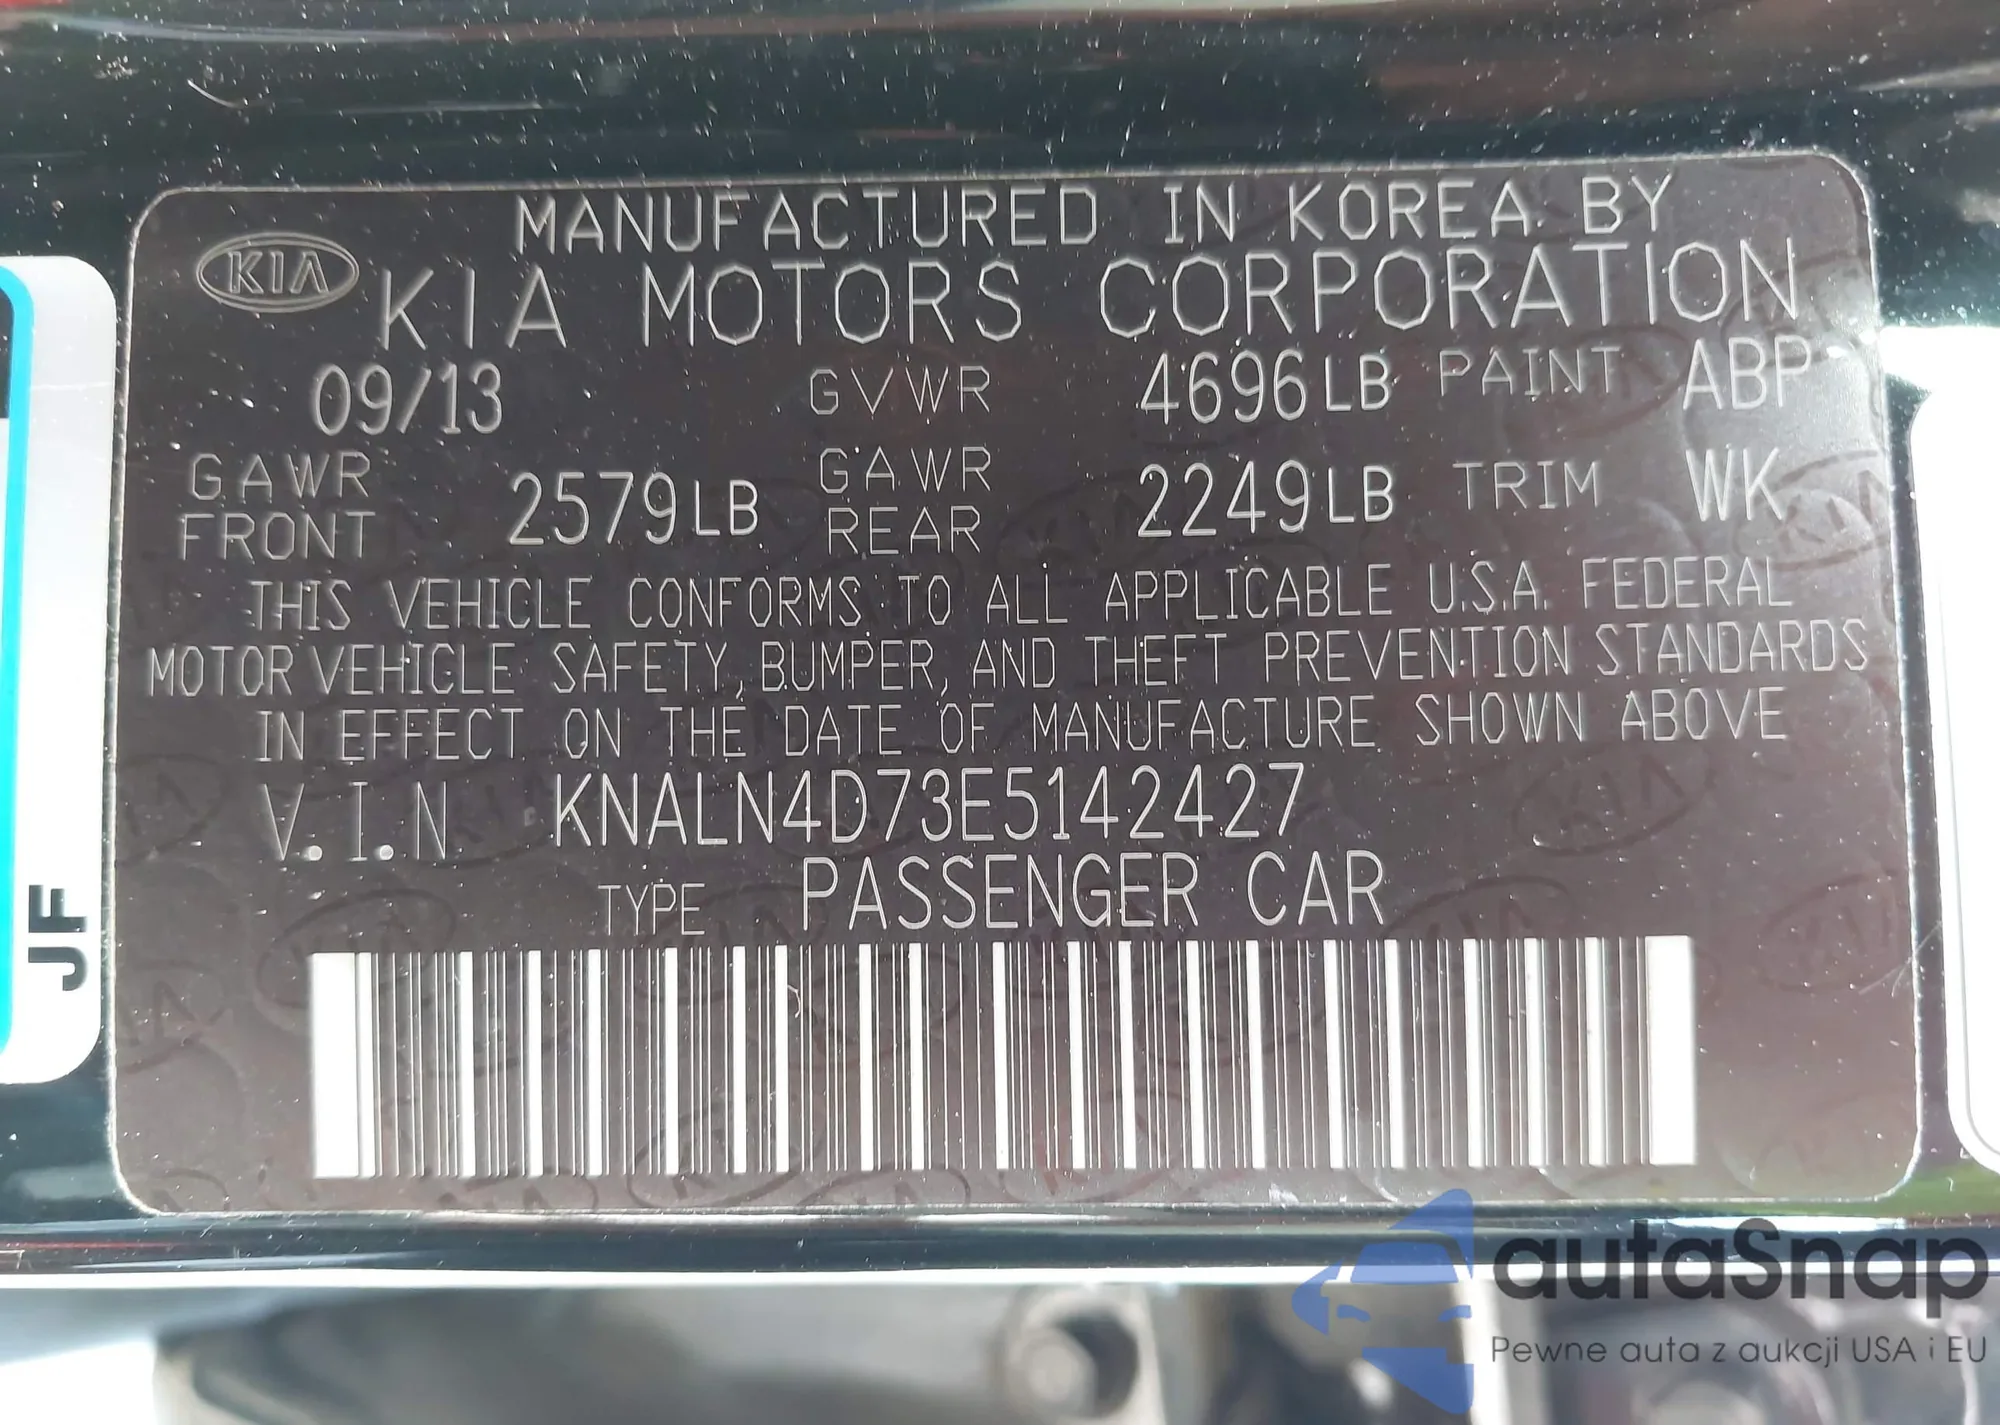 MANUFACTURED IN KOREA BY
KIA KIA MOTORS CORPORATION
09/13 GVWR 4696LB PAINT ABP
GAWR FRONT 2579LB GAWR REAR 2249LB TRIM WK
THIS VEHICLE CONFORMS TO ALL APPLICABLE U.S.A. FEDERAL
MOTOR VEHICLE SAFETY, BUMPER, AND THEFT PREVENTION STANDARDS
IN EFFECT ON THE DATE OF MANUFACTURE SHOWN ABOVE
V.I.N KNALN4D73E5142427
TYPE PASSENGER CAR
JF
autaSnap
Pewne auta z aukcji USA i EU